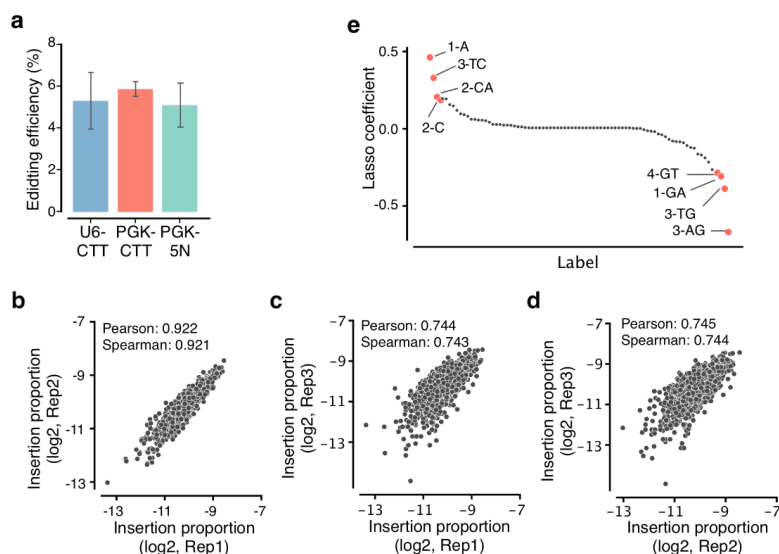 a
Edidting efficiency (%)
8
6
4
2
0
U6-
CTT
PGK-
CTT
PGK-
5N
e
Lasso coefficient
0.5
0.0
-0.5
1-A
3-TC
2-CA
2-C
4-GT
1-GA
3-TG
3-AG
Label
b
Insertion proportion
(log2, Rep2)
-7
-9
-11
-13
Pearson: 0.922
Spearman: 0.921
-13
-11
-9
-7
Insertion proportion
(log2, Rep1)
c
Insertion proportion
(log2, Rep3)
-7
-9
-11
-13
Pearson: 0.744
Spearman: 0.743
-13
-11
-9
-7
Insertion proportion
(log2, Rep1)
d
Insertion proportion
(log2, Rep3)
-7
-9
-11
-13
Pearson: 0.745
Spearman: 0.744
-13
-11
-9
-7
Insertion proportion
(log2, Rep2)